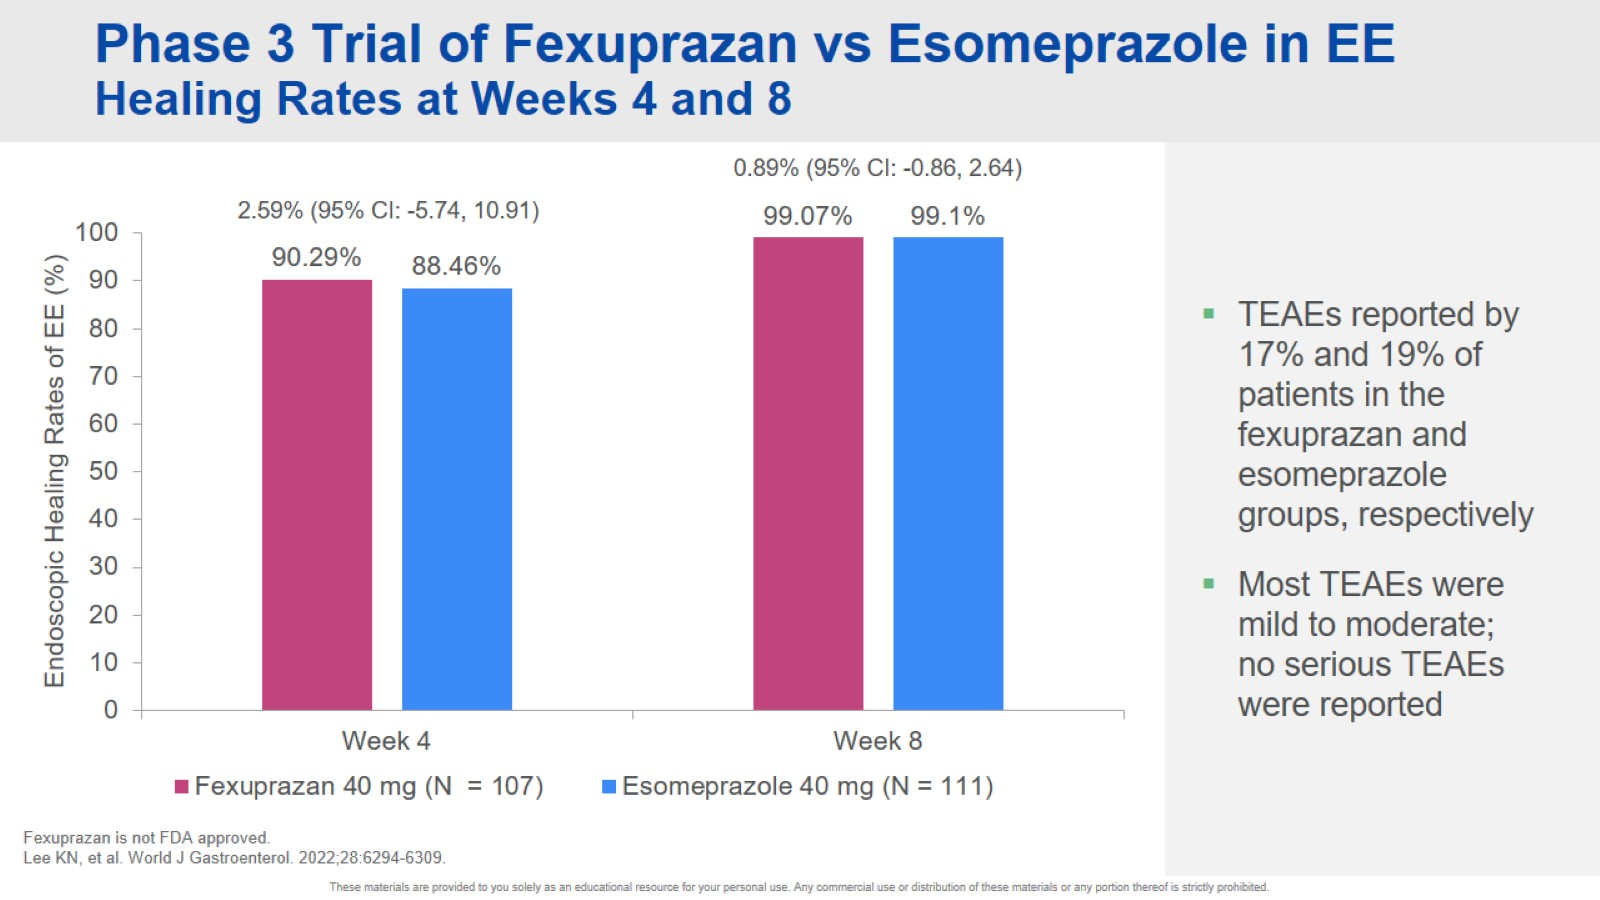 Phase 3 Trial of Fexuprazan vs Esomeprazole in EE
Healing Rates at Weeks 4 and 8
0.89% (95% CI: -0.86, 2.64)
2.59% (95% CI: -5.74, 10.91)
99.07%
99.1%
90.29%
88.46%
Endoscopic Healing Rates of EE (%)
100
90
80
70
60
50
40
30
20
10
0
Week 4
Week 8
Fexuprazan 40 mg (N = 107)
Esomeprazole 40 mg (N = 111)
▪ TEAEs reported by
17% and 19% of
patients in the
fexuprazan and
esomeprazole
groups, respectively
▪ Most TEAEs were
mild to moderate;
no serious TEAEs
were reported
Fexuprazan is not FDA approved.
Lee KN, et al. World J Gastroenterol. 2022;28:6294-6309.
These materials are provided to you solely as an educational resource for your personal use. Any commercial use or distribution of these materials or any portion thereof is strictly prohibited.